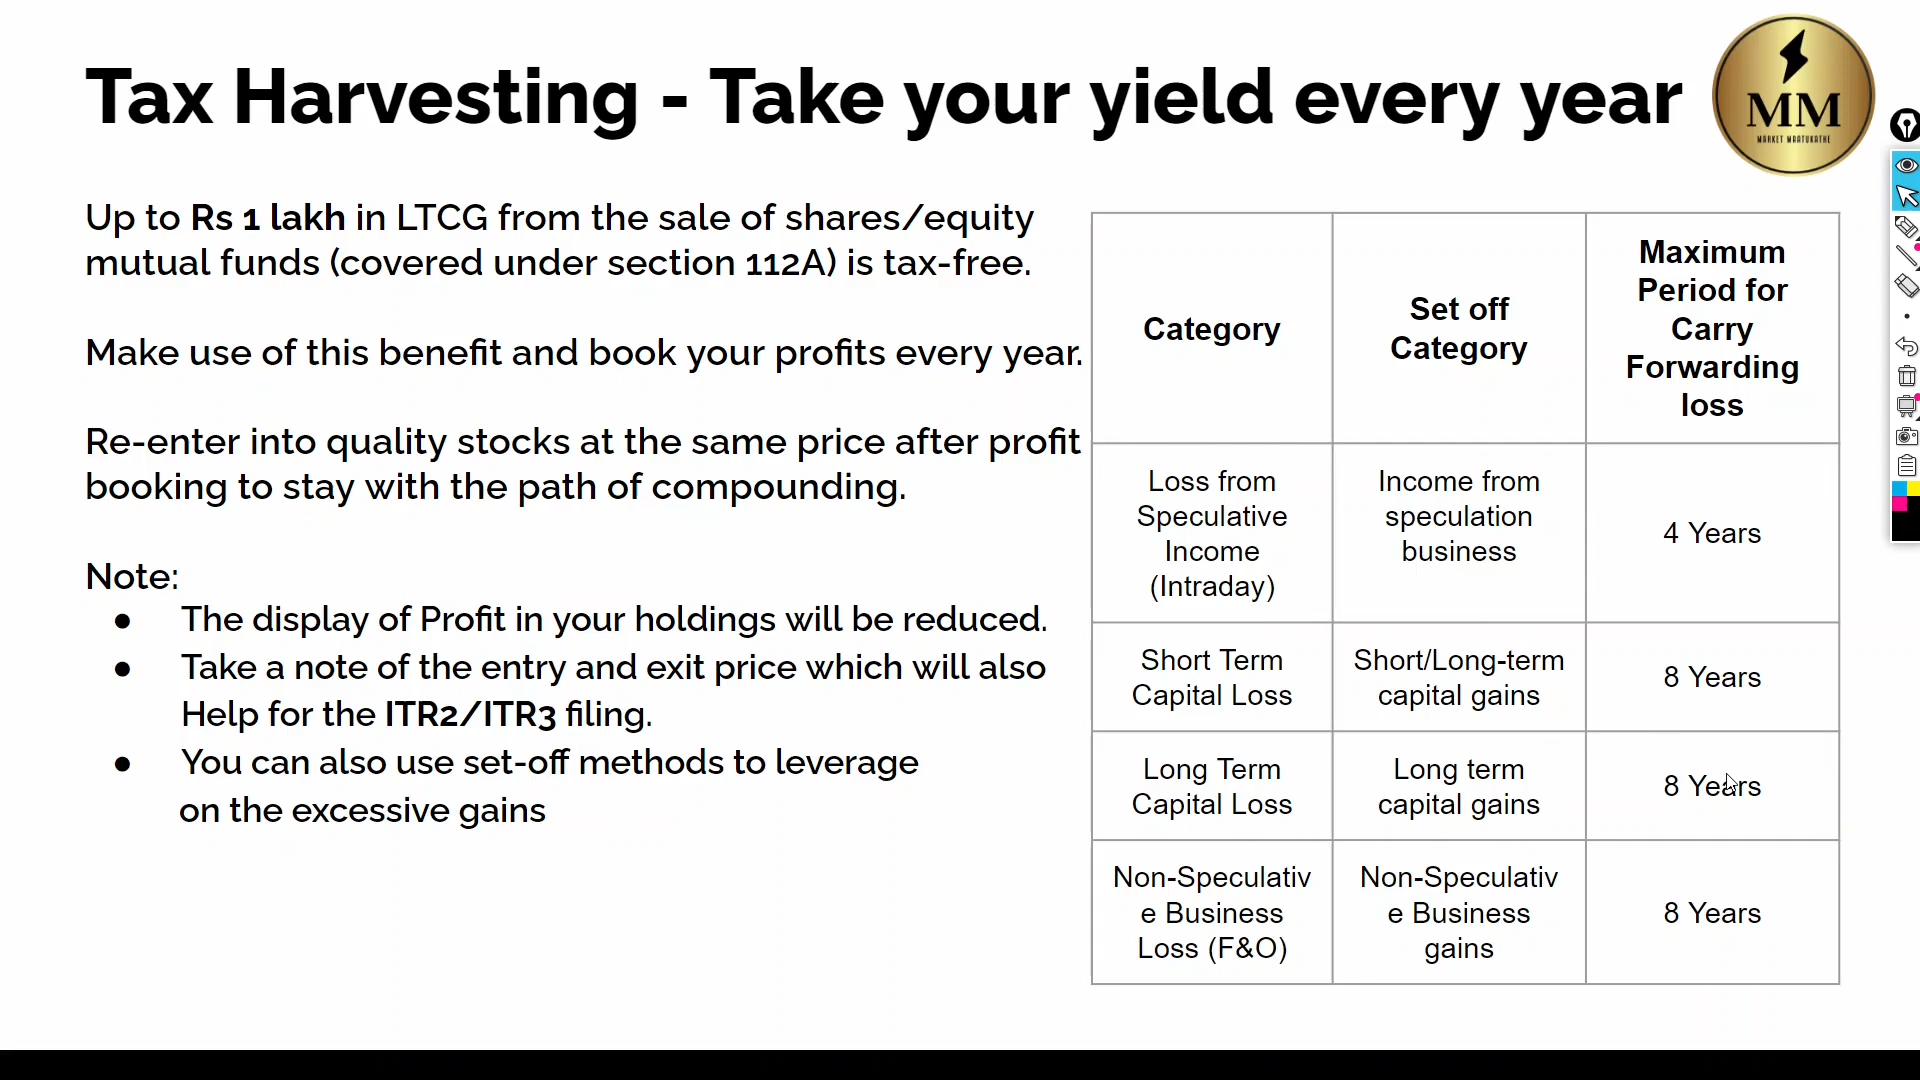 Tax Harvesting - Take your yield every year
MM
MARKET MAATUKATHE
Up to Rs 1 lakh in LTCG from the sale of shares/equity
mutual funds (covered under section 112A) is tax-free.
Make use of this benefit and book your profits every year.
Re-enter into quality stocks at the same price after profit
booking to stay with the path of compounding.
Note:
● The display of Profit in your holdings will be reduced.
● Take a note of the entry and exit price which will also
Help for the ITR2/ITR3 filing.
● You can also use set-off methods to leverage
on the excessive gains
Category
Set off
Category
Maximum
Period for
Carry
Forwarding
loss
Loss from
Speculative
Income
(Intraday)
Income from
speculation
business
4 Years
Short Term
Capital Loss
Short/Long-term
capital gains
8 Years
Long Term
Capital Loss
Long term
capital gains
8 Years
Non-Speculativ
e Business
Loss (F&O)
Non-Speculativ
e Business
gains
8 Years